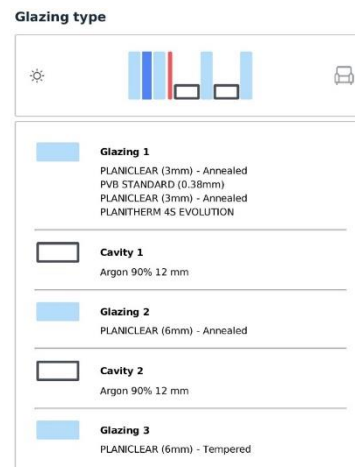 Glazing type
Glazing 1
PLANICLEAR (3mm) - Annealed
PVB STANDARD (0.38mm)
PLANICLEAR (3mm) - Annealed
PLANITHERM 4S EVOLUTION
Cavity 1
Argon 90% 12 mm
Glazing 2
PLANICLEAR (6mm) - Annealed
Cavity 2
Argon 90% 12 mm
Glazing 3
PLANICLEAR (6mm) - Tempered